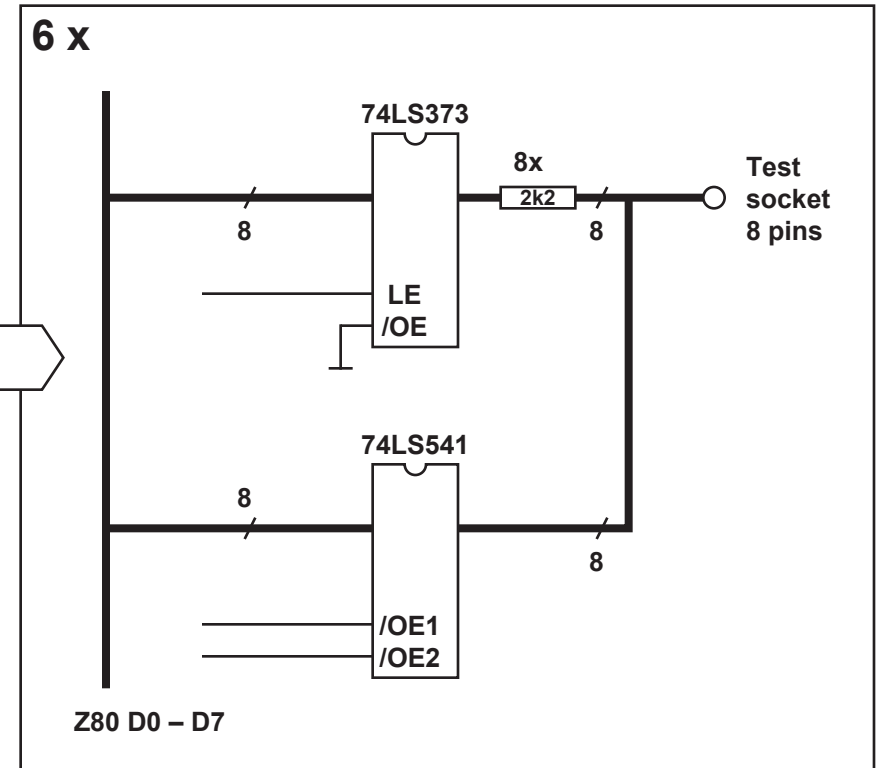 6 x
74LS373
8x
2k2
Test
socket
8 pins
8
8
LE
/OE
74LS541
8
8
/OE1
/OE2
Z80 D0 – D7